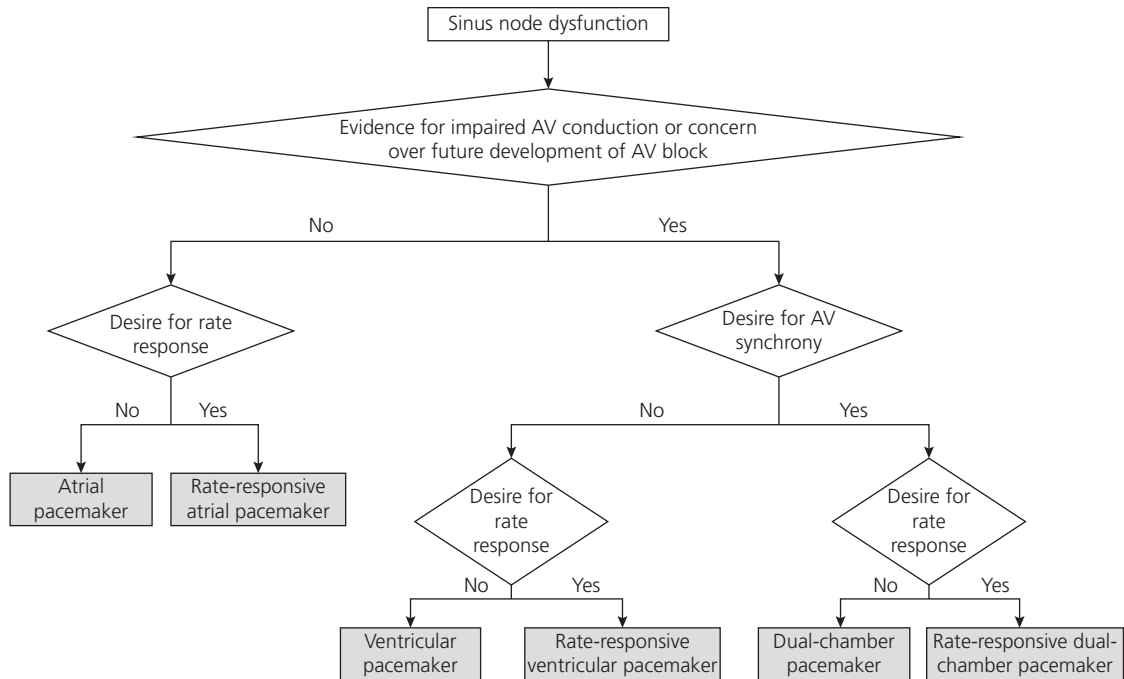 Sinus node dysfunction
Evidence for impaired AV conduction or concern
over future development of AV block
No
Yes
Desire for rate
response
Desire for AV
synchrony
No
Yes
No
Yes
Atrial
pacemaker
Rate-responsive
atrial pacemaker
Desire for
rate
response
Desire for
rate
response
No
Yes
No
Yes
Ventricular
pacemaker
Rate-responsive
ventricular pacemaker
Dual-chamber
pacemaker
Rate-responsive dual-
chamber pacemaker